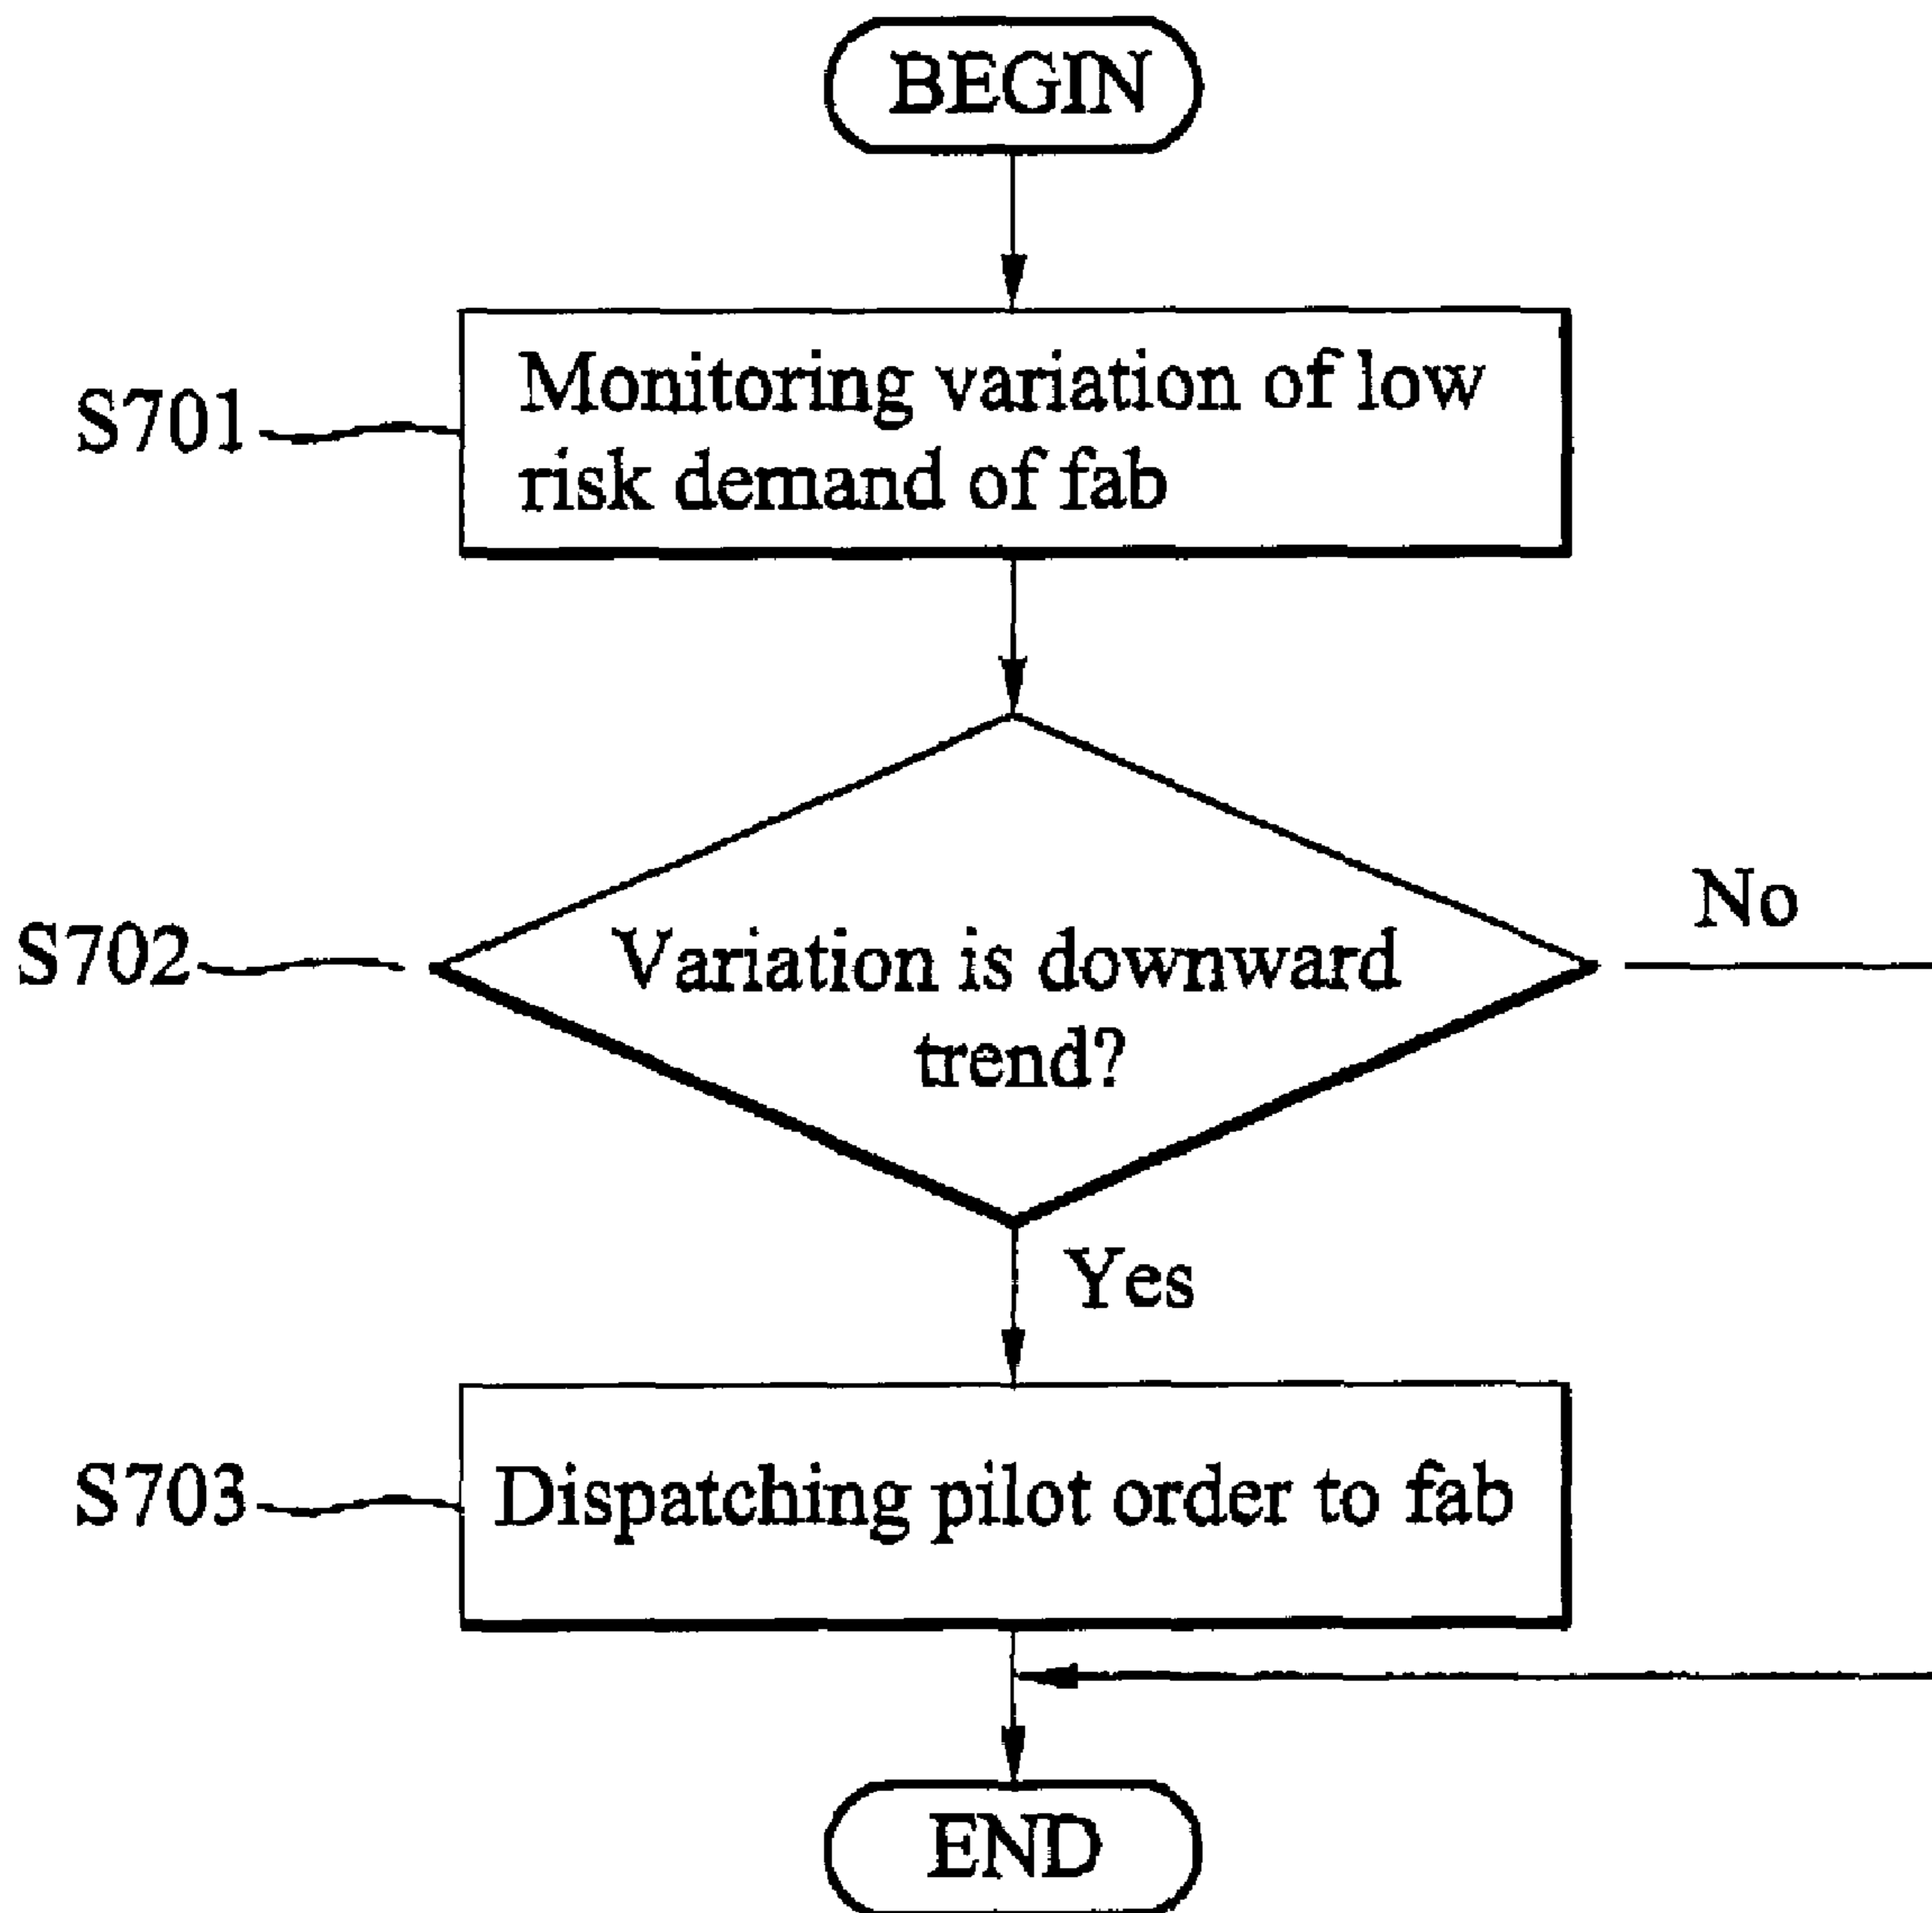 BEGIN
S701
Monitoring variation of low
risk demand of fab
S702
Variation is downward
trend?
No
Yes
S703
Dispatching pilot order to fab
END